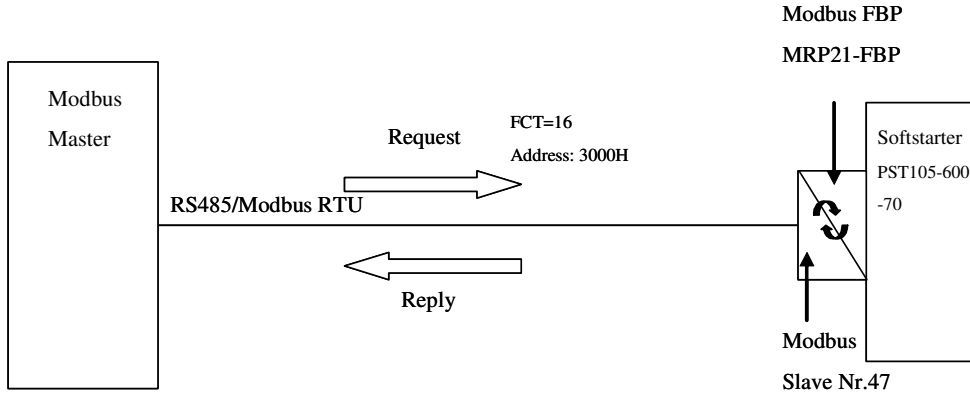 Modbus FBP
MRP21-FBP
Modbus
Master
Request
FCT=16
Address: 3000H
RS485/Modbus RTU
Softstarter
PST105-600
-70
Reply
Modbus
Slave Nr.47